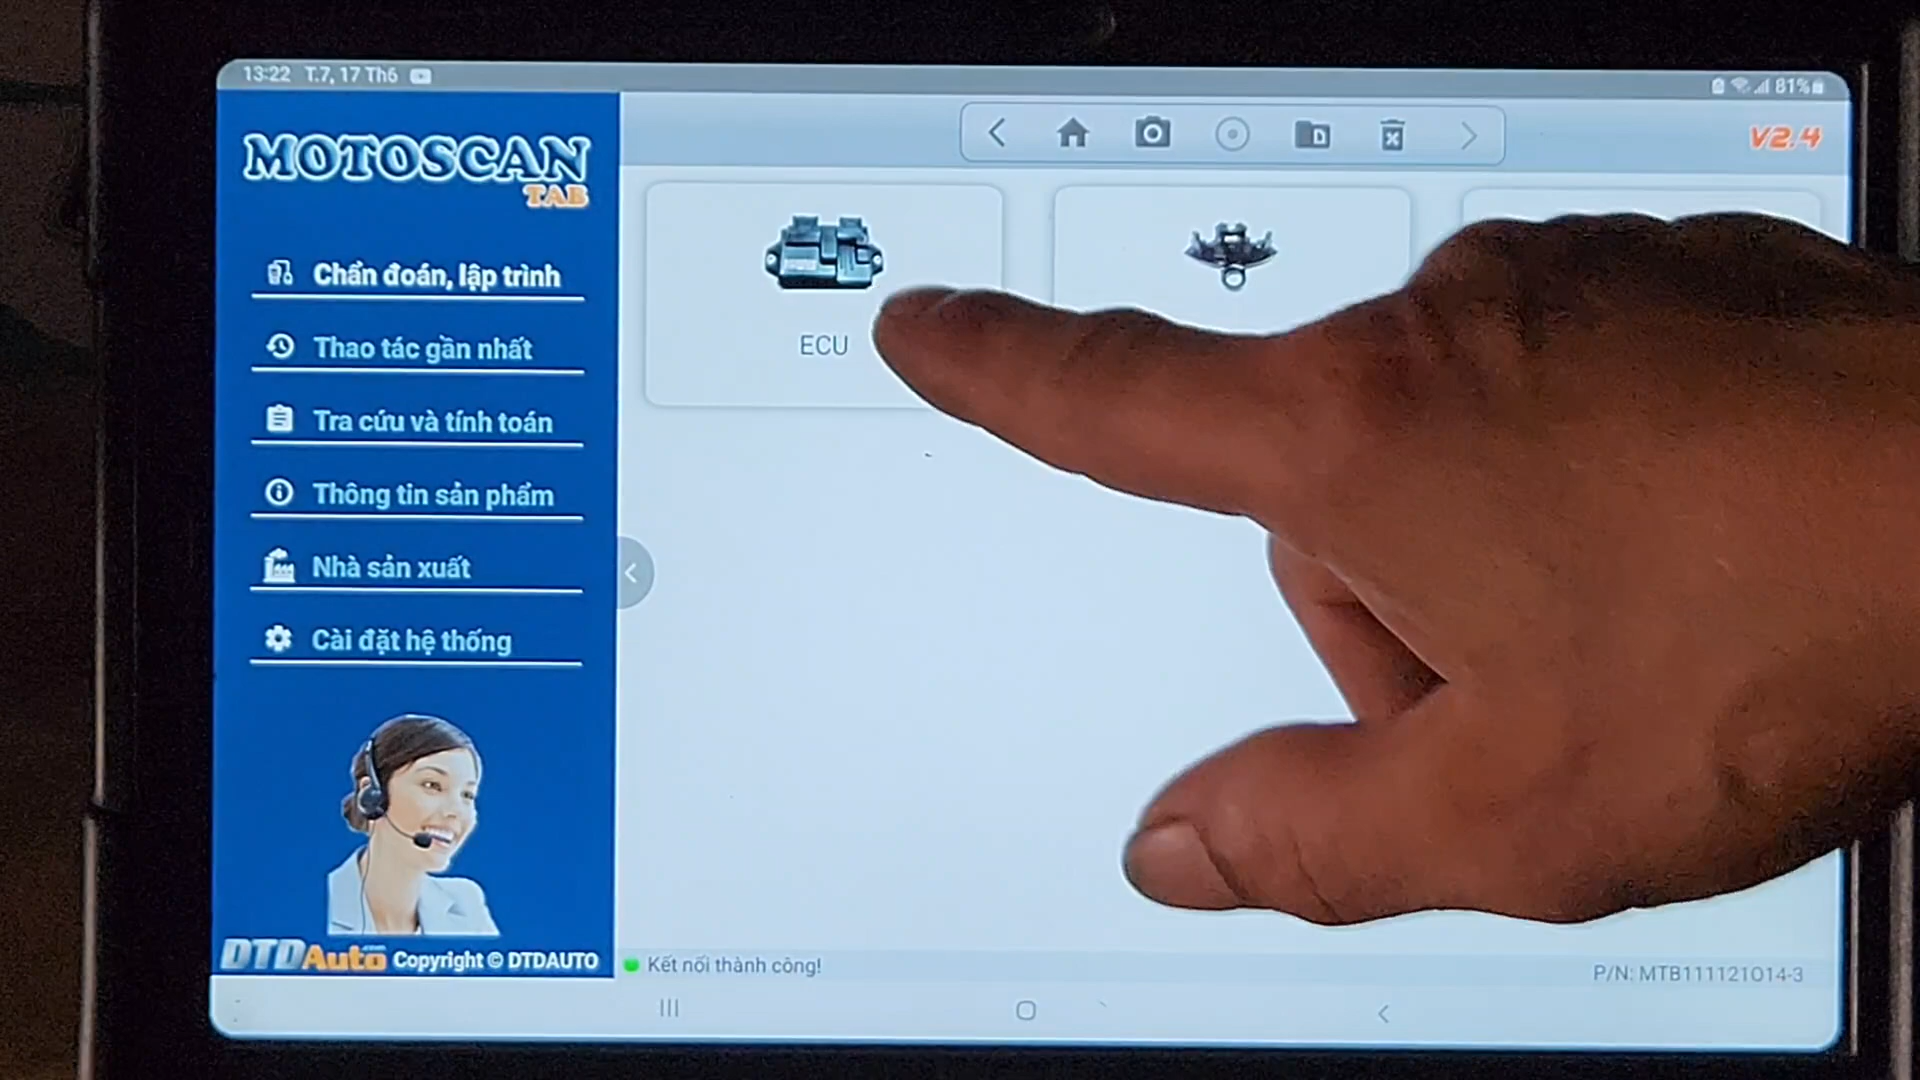 13:22 T.7, 17 Th6
81%
MOTOSCAN
TAB
V2.4
Chẩn đoán, lập trình
Thao tác gần nhất
Tra cứu và tính toán
Thông tin sản phẩm
Nhà sản xuất
Cài đặt hệ thống
ECU
DTDAuto.com Copyright © DTDAUTO
Kết nối thành công!
P/N: MTB111121O14-3